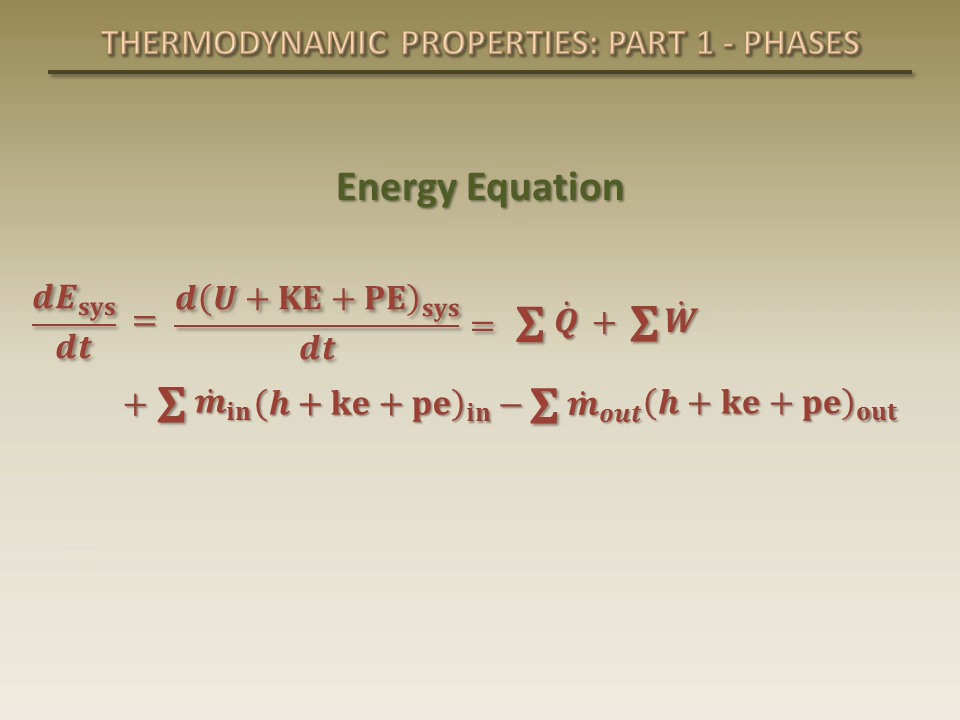 THERMODYNAMIC PROPERTIES: PART 1 - PHASES
Energy Equation
dE_sys/dt = d(U + KE + PE)_sys/dt = ∑ Q̇ + ∑ Ẇ
+ ∑ ṁ_in (h + ke + pe)_in − ∑ ṁ_out (h + ke + pe)_out